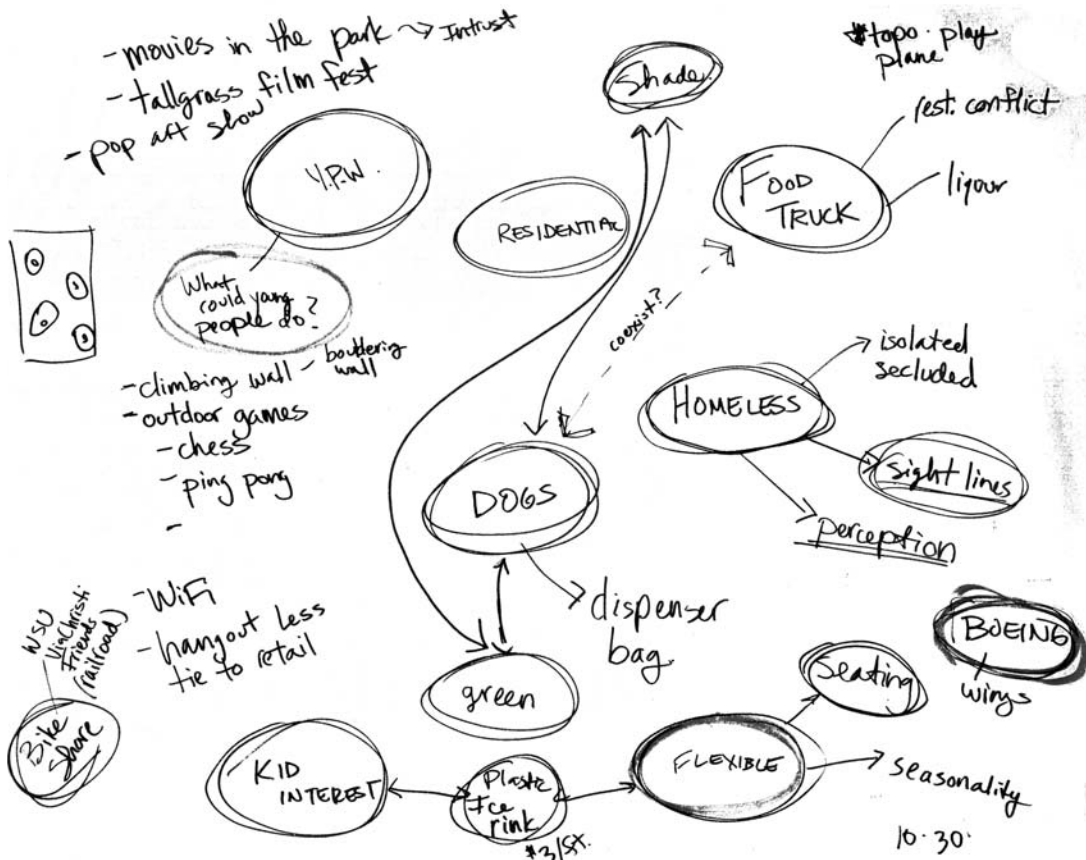 - movies in the park → Intrust
- tallgrass film fest
- pop art show
Y.P.W.
What
could young
people do?
- climbing wall - bouldering
wall
- outdoor games
- chess
- ping pong
-
- WiFi
- hangout less
tie to retail
WSU
Via Christi
Friends
railroad
Bike
Share
shade
RESIDENTIAL
#topo. play
plane
FOOD
TRUCK
rest. conflict
liqour
coexist?
HOMELESS
isolated
secluded
sight lines
perception
DOGS
dispenser
bag
green
KID
INTEREST
Plastic
Ice
rink
FLEXIBLE
seating
seasonality
BOEING
wings
10.30.